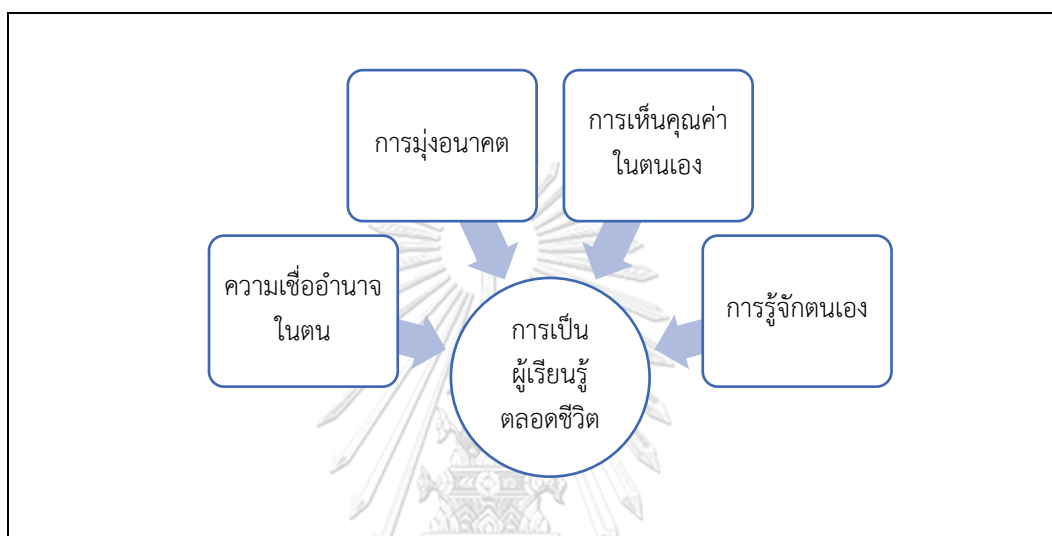 การมุ่งอนาคต
การเห็นคุณค่า
ในตนเอง
ความเชื่ออำนาจ
ในตน
การรู้จักตนเอง
การเป็น
ผู้เรียนรู้
ตลอดชีวิต